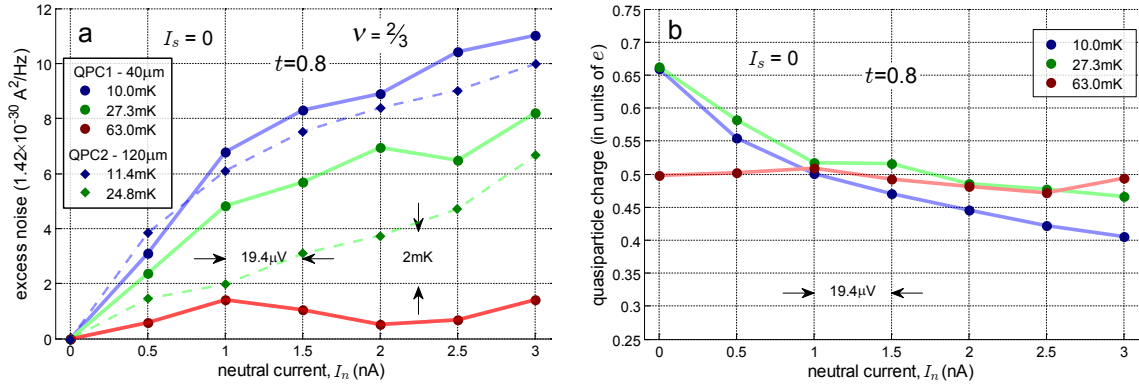 a
I_s = 0
ν = 2/3
t=0.8
QPC1 - 40μm
10.0mK
27.3mK
63.0mK
QPC2 - 120μm
11.4mK
24.8mK
19.4μV
2mK
12
10
8
6
4
2
0
0
0.5
1
1.5
2
2.5
3
excess noise (1.42×10⁻³⁰ A²/Hz)
neutral current, I_n (nA)
b
I_s = 0
t=0.8
10.0mK
27.3mK
63.0mK
19.4μV
0.75
0.7
0.65
0.6
0.55
0.5
0.45
0.4
0.35
0.3
0.25
0
0.5
1
1.5
2
2.5
3
quasiparticle charge (in units of e)
neutral current, I_n (nA)